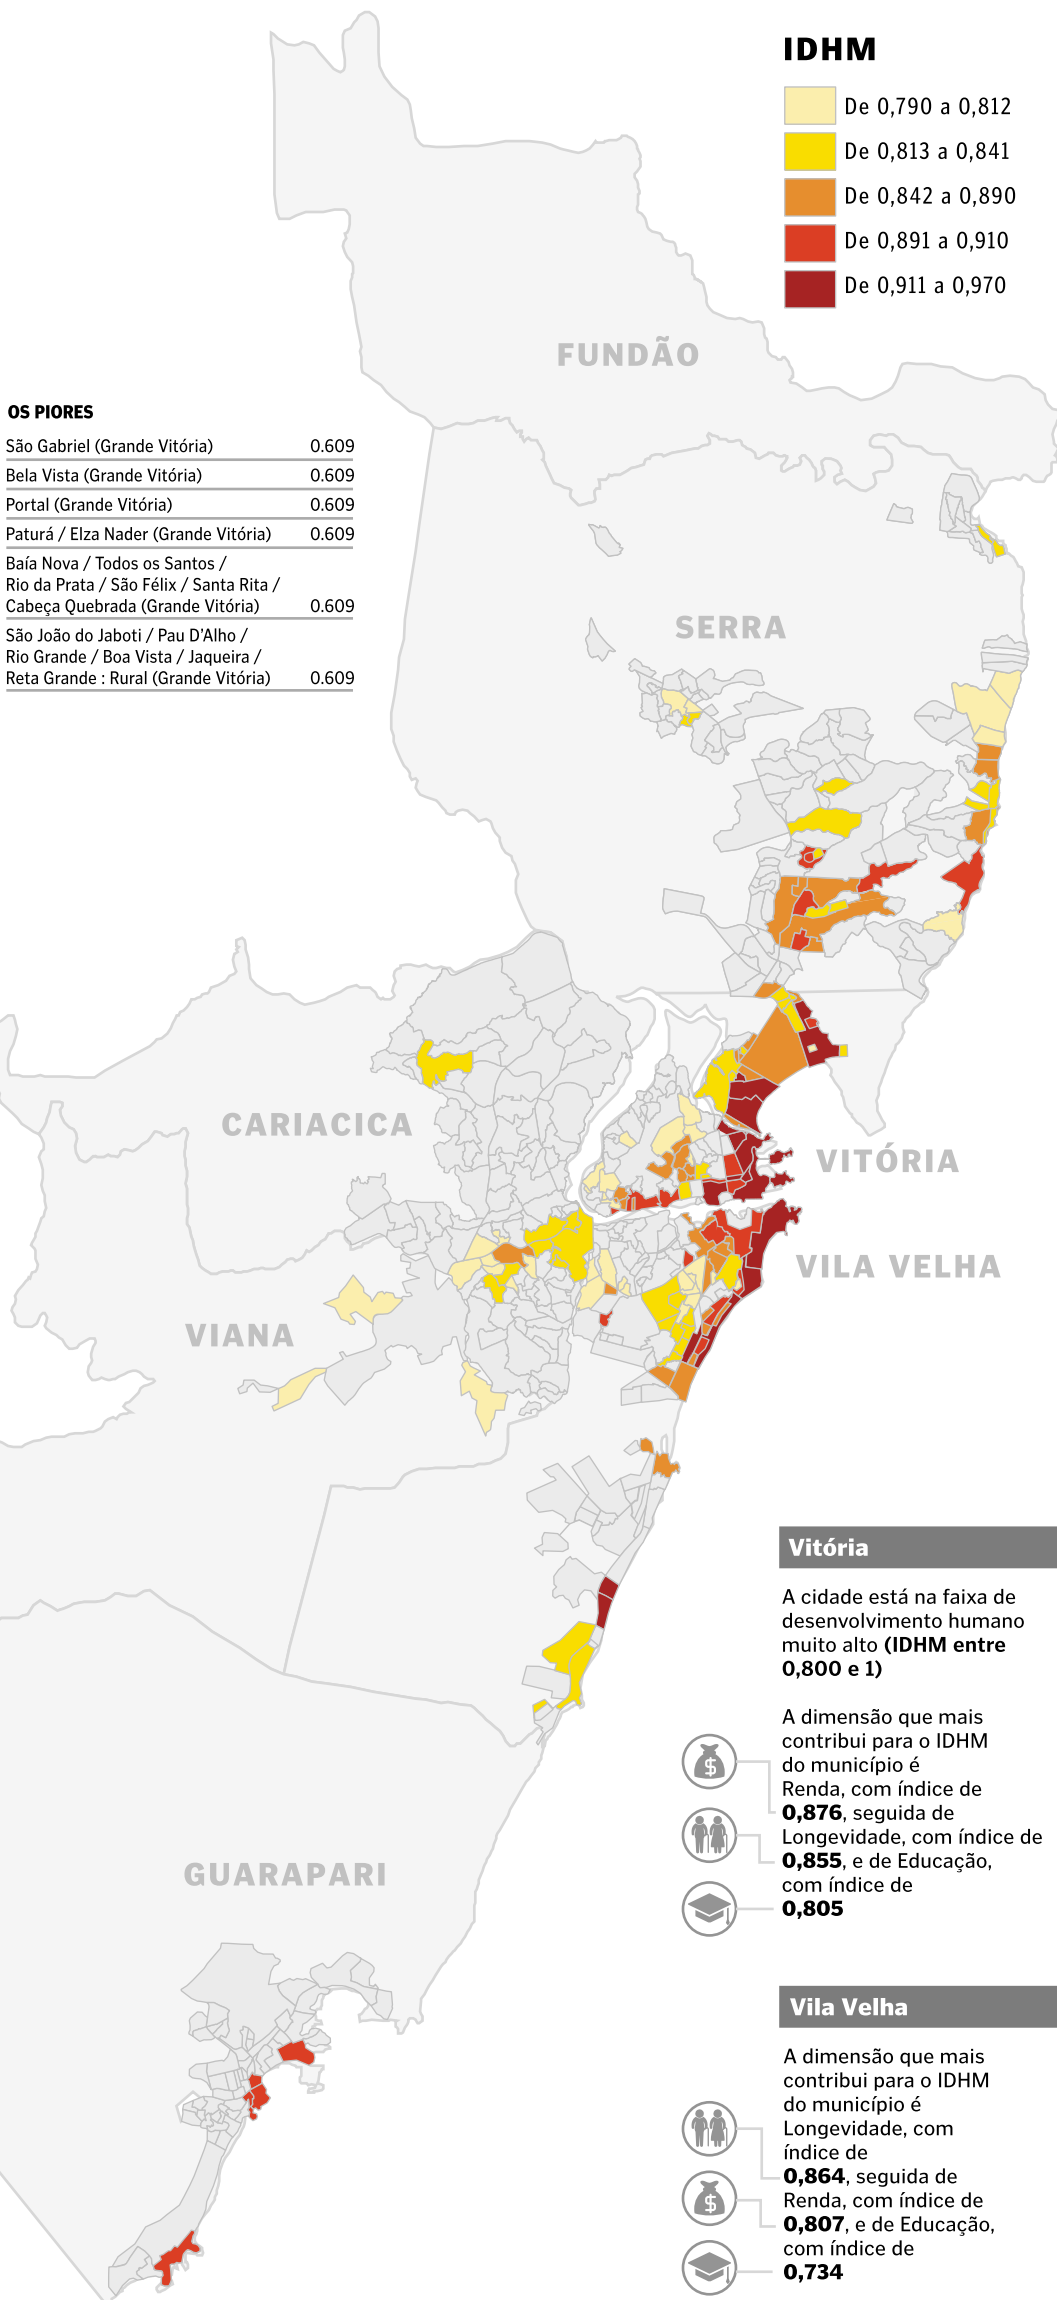 IDHM
De 0,790 a 0,812
De 0,813 a 0,841
De 0,842 a 0,890
De 0,891 a 0,910
De 0,911 a 0,970
FUNDÃO
OS PIORES
São Gabriel (Grande Vitória) 0.609
Bela Vista (Grande Vitória) 0.609
Portal (Grande Vitória) 0.609
Paturá / Elza Nader (Grande Vitória) 0.609
Baía Nova / Todos os Santos /
Rio da Prata / São Félix / Santa Rita /
Cabeça Quebrada (Grande Vitória) 0.609
São João do Jaboti / Pau D'Alho /
Rio Grande / Boa Vista / Jaqueira /
Reta Grande : Rural (Grande Vitória) 0.609
SERRA
CARIACICA
VITÓRIA
VILA VELHA
VIANA
GUARAPARI
Vitória
A cidade está na faixa de
desenvolvimento humano
muito alto (IDHM entre
0,800 e 1)
A dimensão que mais
contribui para o IDHM
do município é
Renda, com índice de
0,876, seguida de
Longevidade, com índice de
0,855, e de Educação,
com índice de
0,805
$
Vila Velha
A dimensão que mais
contribui para o IDHM
do município é
Longevidade, com
índice de
0,864, seguida de
Renda, com índice de
0,807, e de Educação,
com índice de
0,734
$